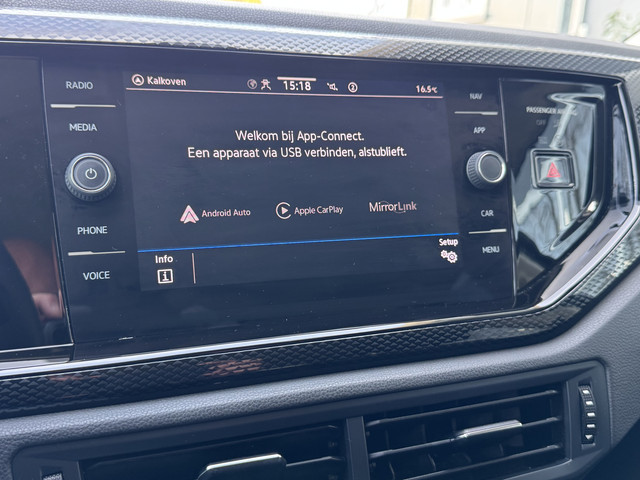 RADIO
MEDIA
PHONE
VOICE
Kalkoven
15:18
2
16.5°C
Welkom bij App-Connect.
Een apparaat via USB verbinden, alstublieft.
Android Auto
Apple CarPlay
MirrorLink
Info
Setup
NAV
APP
CAR
MENU
PASSENGER